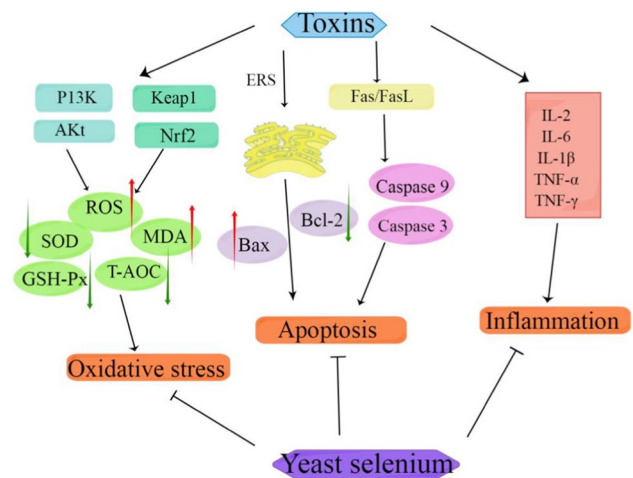 Toxins
P13K
Keap1
ERS
Fas/FasL
AKt
Nrf2
IL-2
IL-6
IL-1β
TNF-α
TNF-γ
Caspase 9
ROS
Bcl-2
Caspase 3
SOD
MDA
Bax
GSH-Px
T-AOC
Apoptosis
Inflammation
Oxidative stress
Yeast selenium